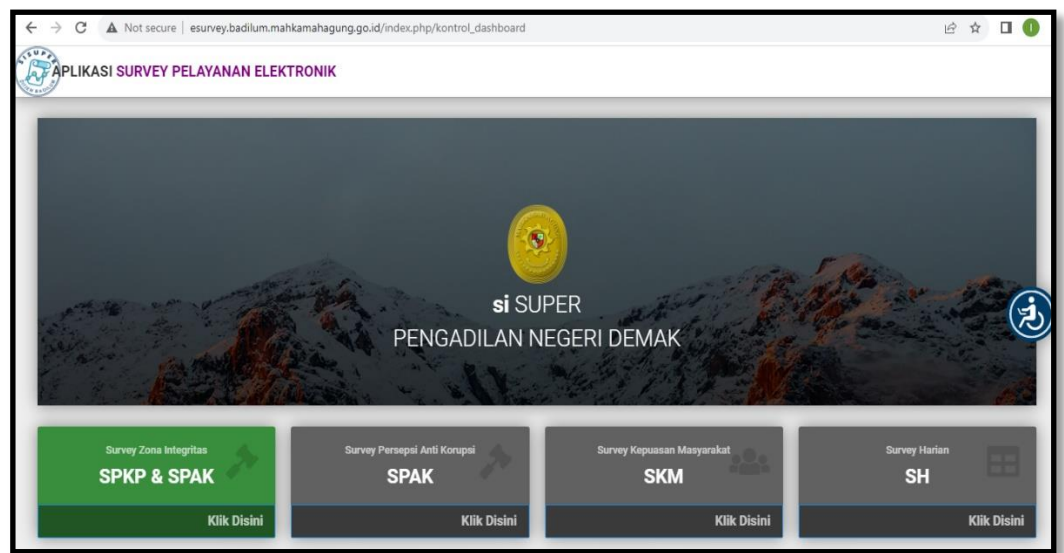 Not secure | esurvey.badilum.mahkamahagung.go.id/index.php/kontrol_dashboard
SISUPER
APLIKASI SURVEY PELAYANAN ELEKTRONIK
si SUPER
PENGADILAN NEGERI DEMAK
Survey Zona Integritas
SPKP & SPAK
Klik Disini
Survey Persepsi Anti Korupsi
SPAK
Klik Disini
Survey Kepuasan Masyarakat
SKM
Klik Disini
Survey Harian
SH
Klik Disini